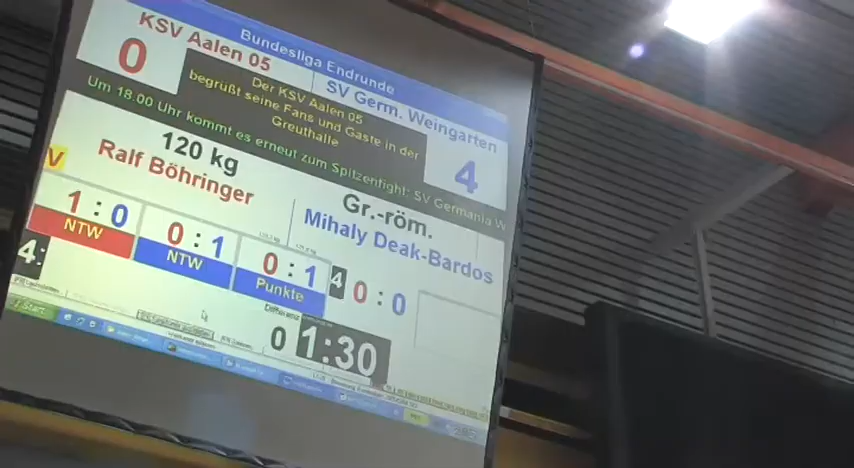 Bundesliga Endrunde
KSV Aalen 05
SV Germ. Weingarten
0
Der KSV Aalen 05
begrüßt seine Fans und Gäste in der
Greuthalle
4
Um 18.00 Uhr kommt es erneut zum Spitzenfight: SV Germania W
120 kg
Gr.-röm.
V
Ralf Böhringer
Mihaly Deak-Bardos
1:0
NTW
0:1
NTW
0:1
Punkte
4
0:0
4:
Differenz
0
1:30
Start